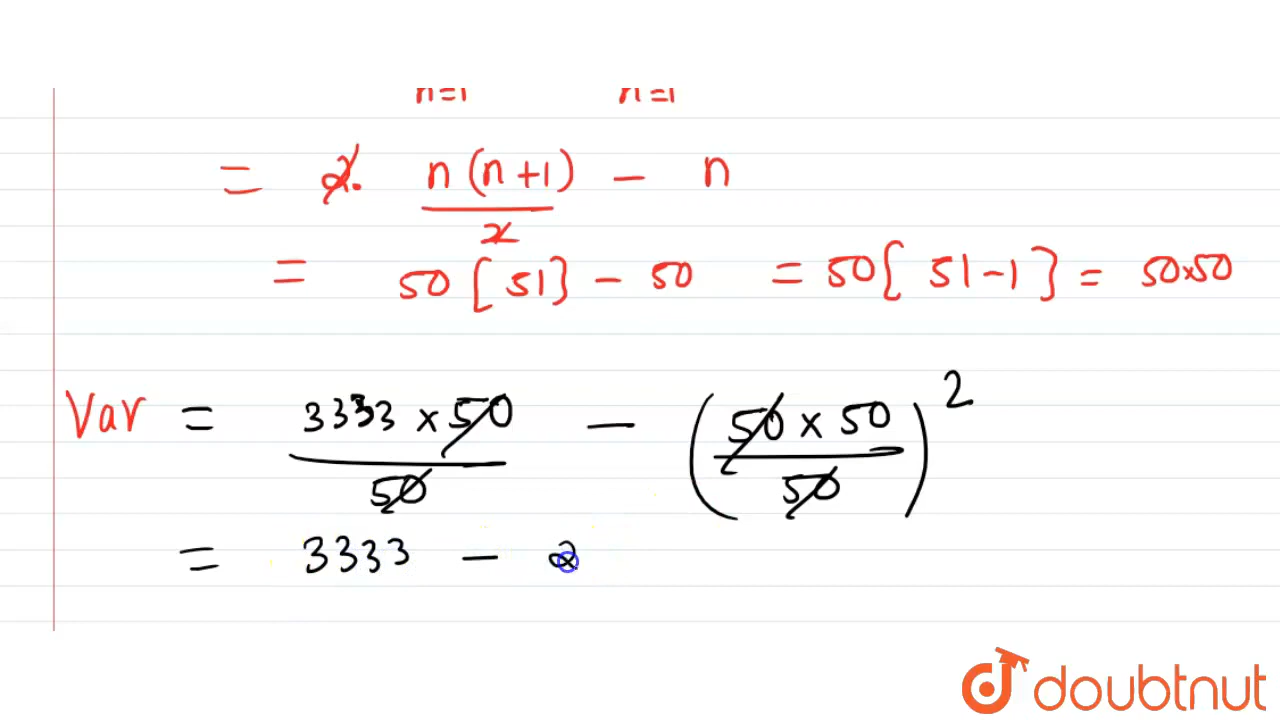 n=1 n=1
= 2. n(n+1) − n
2
= 50[51] − 50 = 50[51−1] = 50×50
Var = 3333×50 − (50×50)²
50 50
= 3333 − 2
doubtnut